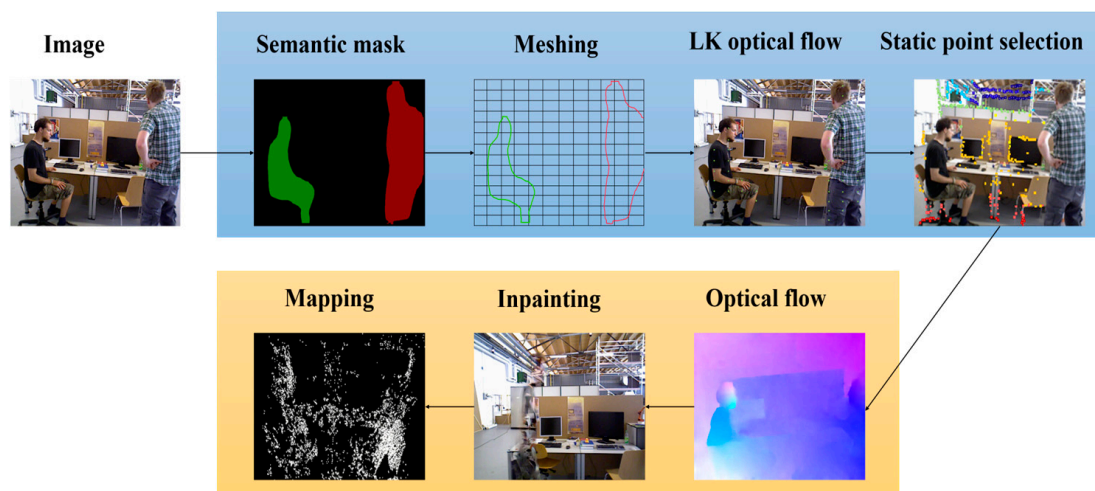 Image
Semantic mask
Meshing
LK optical flow
Static point selection
Mapping
Inpainting
Optical flow